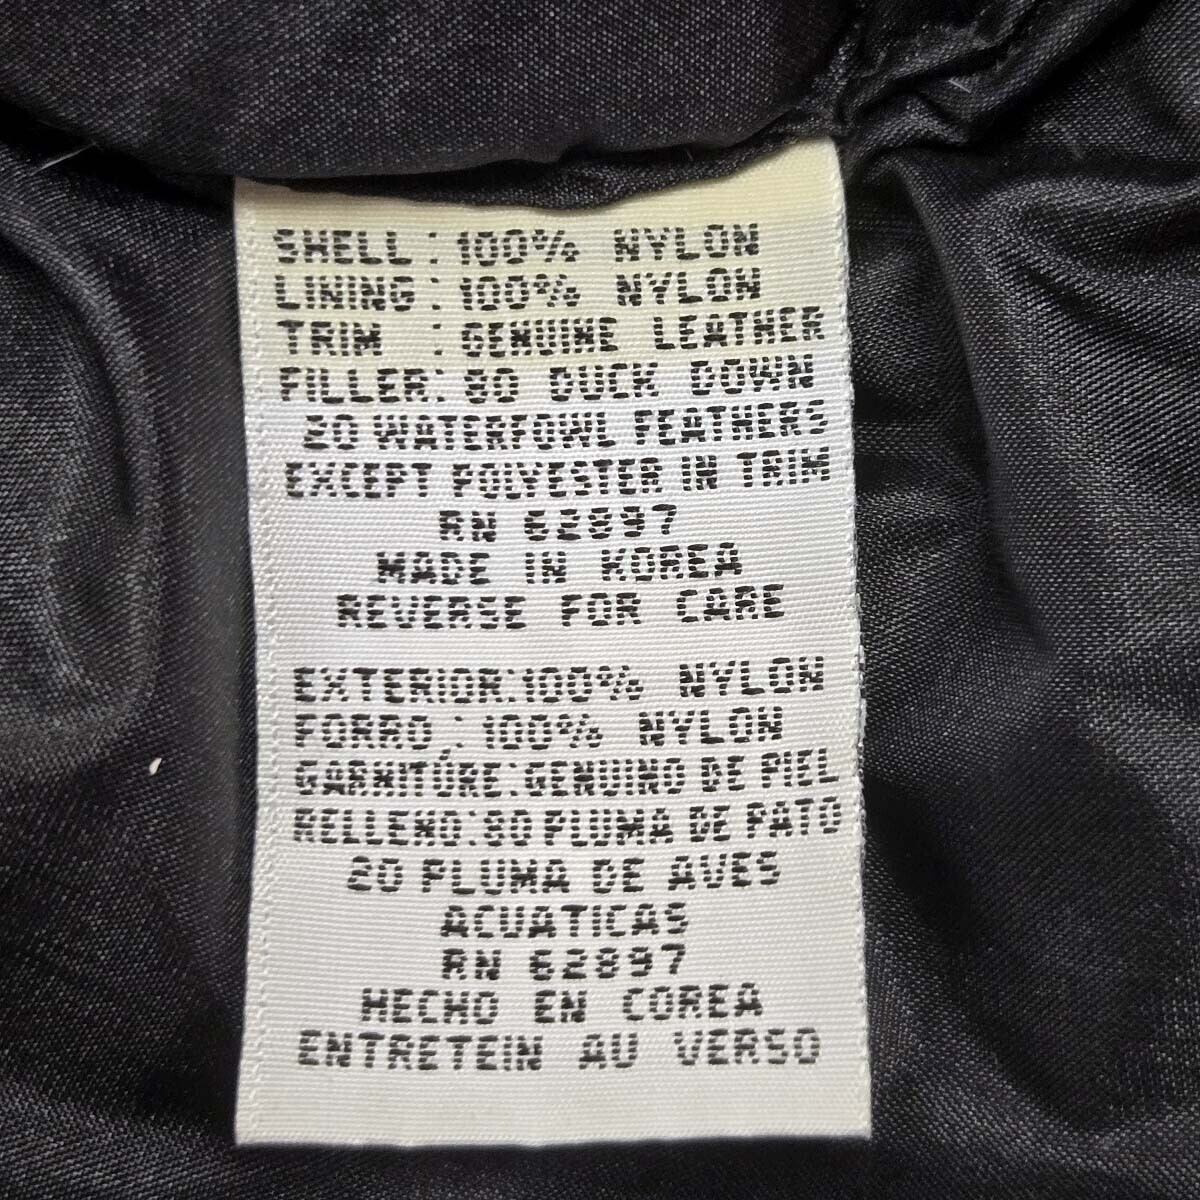 SHELL : 100% NYLON
LINING : 100% NYLON
TRIM : GENUINE LEATHER
FILLER: 80 DUCK DOWN
20 WATERFOWL FEATHERS
EXCEPT POLYESTER IN TRIM
RN 62897
MADE IN KOREA
REVERSE FOR CARE
EXTERIOR:100% NYLON
FORRO : 100% NYLON
GARNITÚRE:GENUINO DE PIEL
RELLENO:80 PLUMA DE PATO
20 PLUMA DE AVES
ACUATICAS
RN 62897
HECHO EN COREA
ENTRETEIN AU VERSO